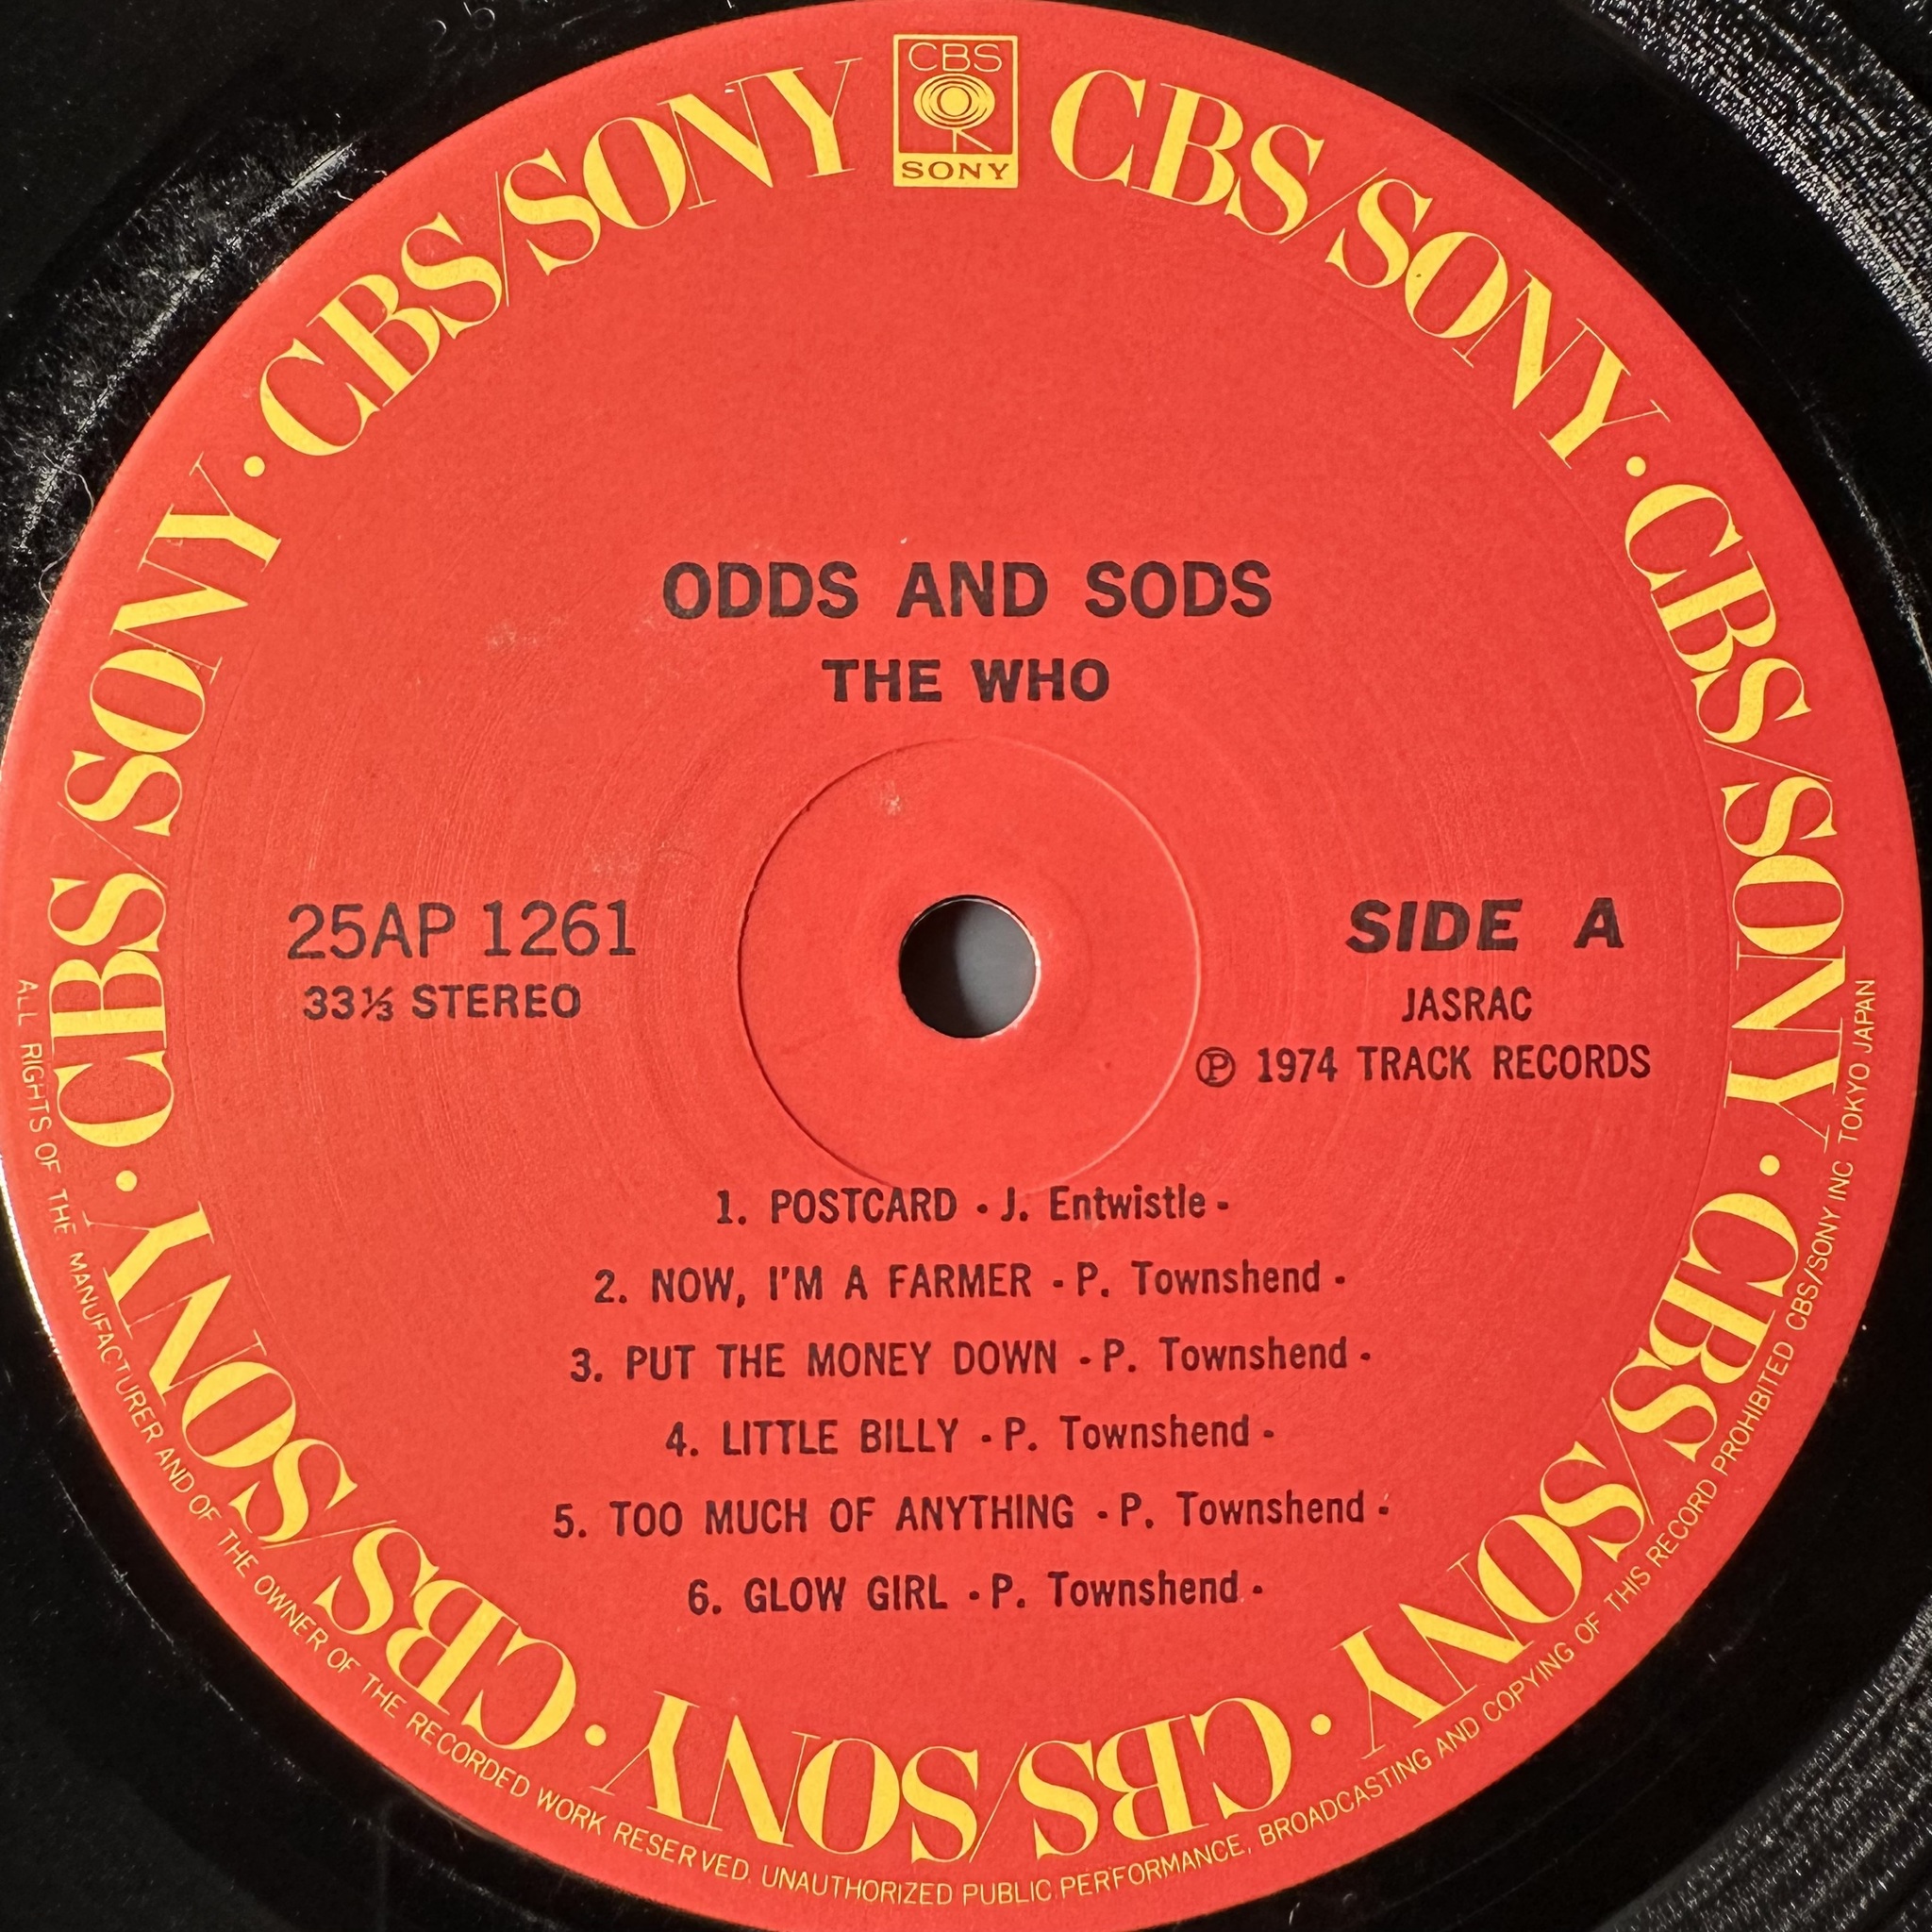 CBS
SONY
CBS/SONY · CBS/SONY · CBS/SONY · CBS/SONY · CBS/SONY · CBS/SONY · CBS/SONY
ODDS AND SODS
THE WHO
25AP 1261
33⅓ STEREO
SIDE A
JASRAC
Ⓟ 1974 TRACK RECORDS
1. POSTCARD - J. Entwistle -
2. NOW, I'M A FARMER - P. Townshend -
3. PUT THE MONEY DOWN - P. Townshend -
4. LITTLE BILLY - P. Townshend -
5. TOO MUCH OF ANYTHING - P. Townshend -
6. GLOW GIRL - P. Townshend -
ALL RIGHTS OF THE MANUFACTURER AND OF THE OWNER OF THE RECORDED WORK RESERVED. UNAUTHORIZED PUBLIC PERFORMANCE, BROADCASTING AND COPYING OF THIS RECORD PROHIBITED CBS/SONY INC TOKYO JAPAN